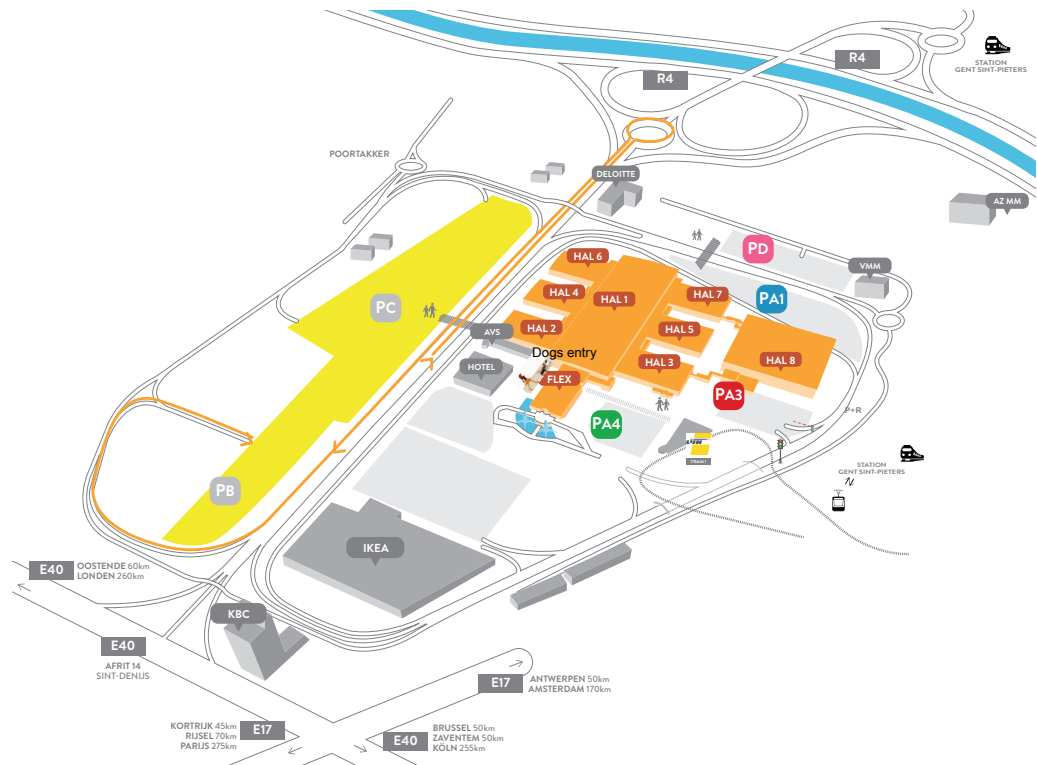 R4
R4
STATION
GENT SINT-PIETERS
POORTAKKER
DELOITTE
AZ MM
PD
HAL 6
VMM
HAL 4
HAL 1
HAL 7
PA1
PC
HAL 2
AVS
HAL 5
Dogs entry
HAL 3
HAL 8
HOTEL
FLEX
PA3
P+R
PA4
TRAM 1
STATION
GENT SINT-PIETERS
PB
IKEA
E40
OOSTENDE 60km
LONDEN 260km
KBC
E40
AFRIT 14
SINT-DENIJS
E17
ANTWERPEN 50km
AMSTERDAM 170km
KORTRIJK 45km
RIJSEL 70km
PARIJS 275km
E17
E40
BRUSSEL 50km
ZAVENTEM 50km
KÖLN 255km